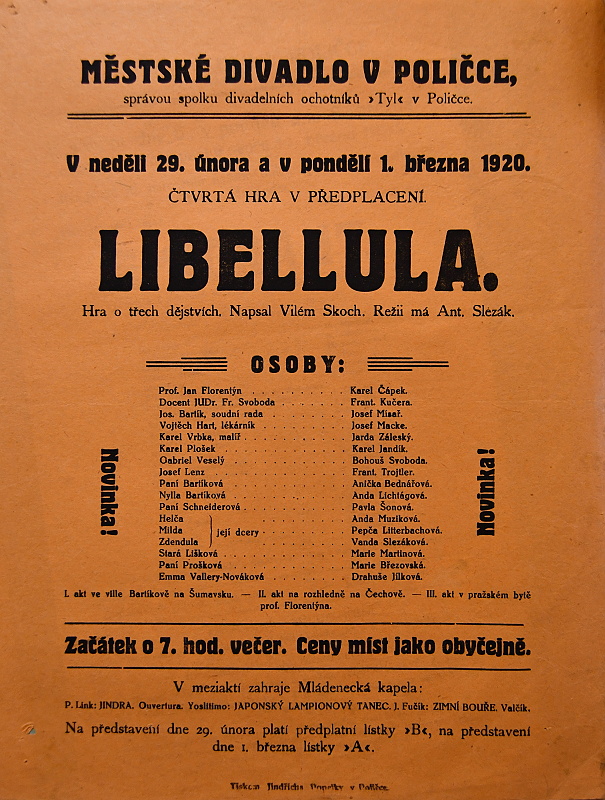 MĚSTSKÉ DIVADLO V POLIČCE,
správou spolku divadelních ochotníků »Tyl« v Poličce.
V neděli 29. února a v pondělí 1. března 1920.
ČTVRTÁ HRA V PŘEDPLACENÍ.
LIBELLULA.
Hra o třech dějstvích. Napsal Vilém Skoch. Režii má Ant. Slezák.
OSOBY:
Prof. Jan Florentýn . . . . . . . . . . Karel Čápek.
Docent JUDr. Fr. Svoboda . . . . . . . Frant. Kučera.
Jos. Bartík, soudní rada . . . . . . . . Josef Misař.
Vojtěch Hart, lékárník . . . . . . . . . Josef Macke.
Karel Vrbka, malíř . . . . . . . . . . Jarda Záleský.
Karel Plošek . . . . . . . . . . . . Karel Jandík.
Gabriel Veselý . . . . . . . . . . . Bohouš Svoboda.
Josef Lenz . . . . . . . . . . . . Frant. Trojtler.
Paní Bartíková . . . . . . . . . . . Anička Bednářová.
Nylla Bartíková . . . . . . . . . . . Anda Lichtágová.
Paní Schneiderová . . . . . . . . . . Pavla Šonová.
Helča Anda Muziková.
Milda } její dcery . . . . . . . . . Pepča Litterbachová.
Zdendula Vanda Slezáková.
Stará Lišková . . . . . . . . . . . Marie Martinová.
Paní Prošková . . . . . . . . . . . Marie Březovská.
Emma Vallery-Nováková . . . . . . . . Drahuše Jílková.
Novinka!
Novinka!
I. akt ve ville Bartíkově na Šumavsku. — II. akt na rozhledně na Čechově. — III. akt v pražském bytě
prof. Florentýna.
Začátek o 7. hod. večer. Ceny míst jako obyčejně.
V meziaktí zahraje Mládenecká kapela:
P. Link: JINDRA. Ouvertura. Yoslitimo: JAPONSKÝ LAMPIONOVÝ TANEC. J. Fučík: ZIMNÍ BOUŘE. Valčík.
Na představení dne 29. února platí předplatní lístky »B«, na představení
dne 1. března lístky »A«.
Tiskem Jindřicha Popelky v Poličce.